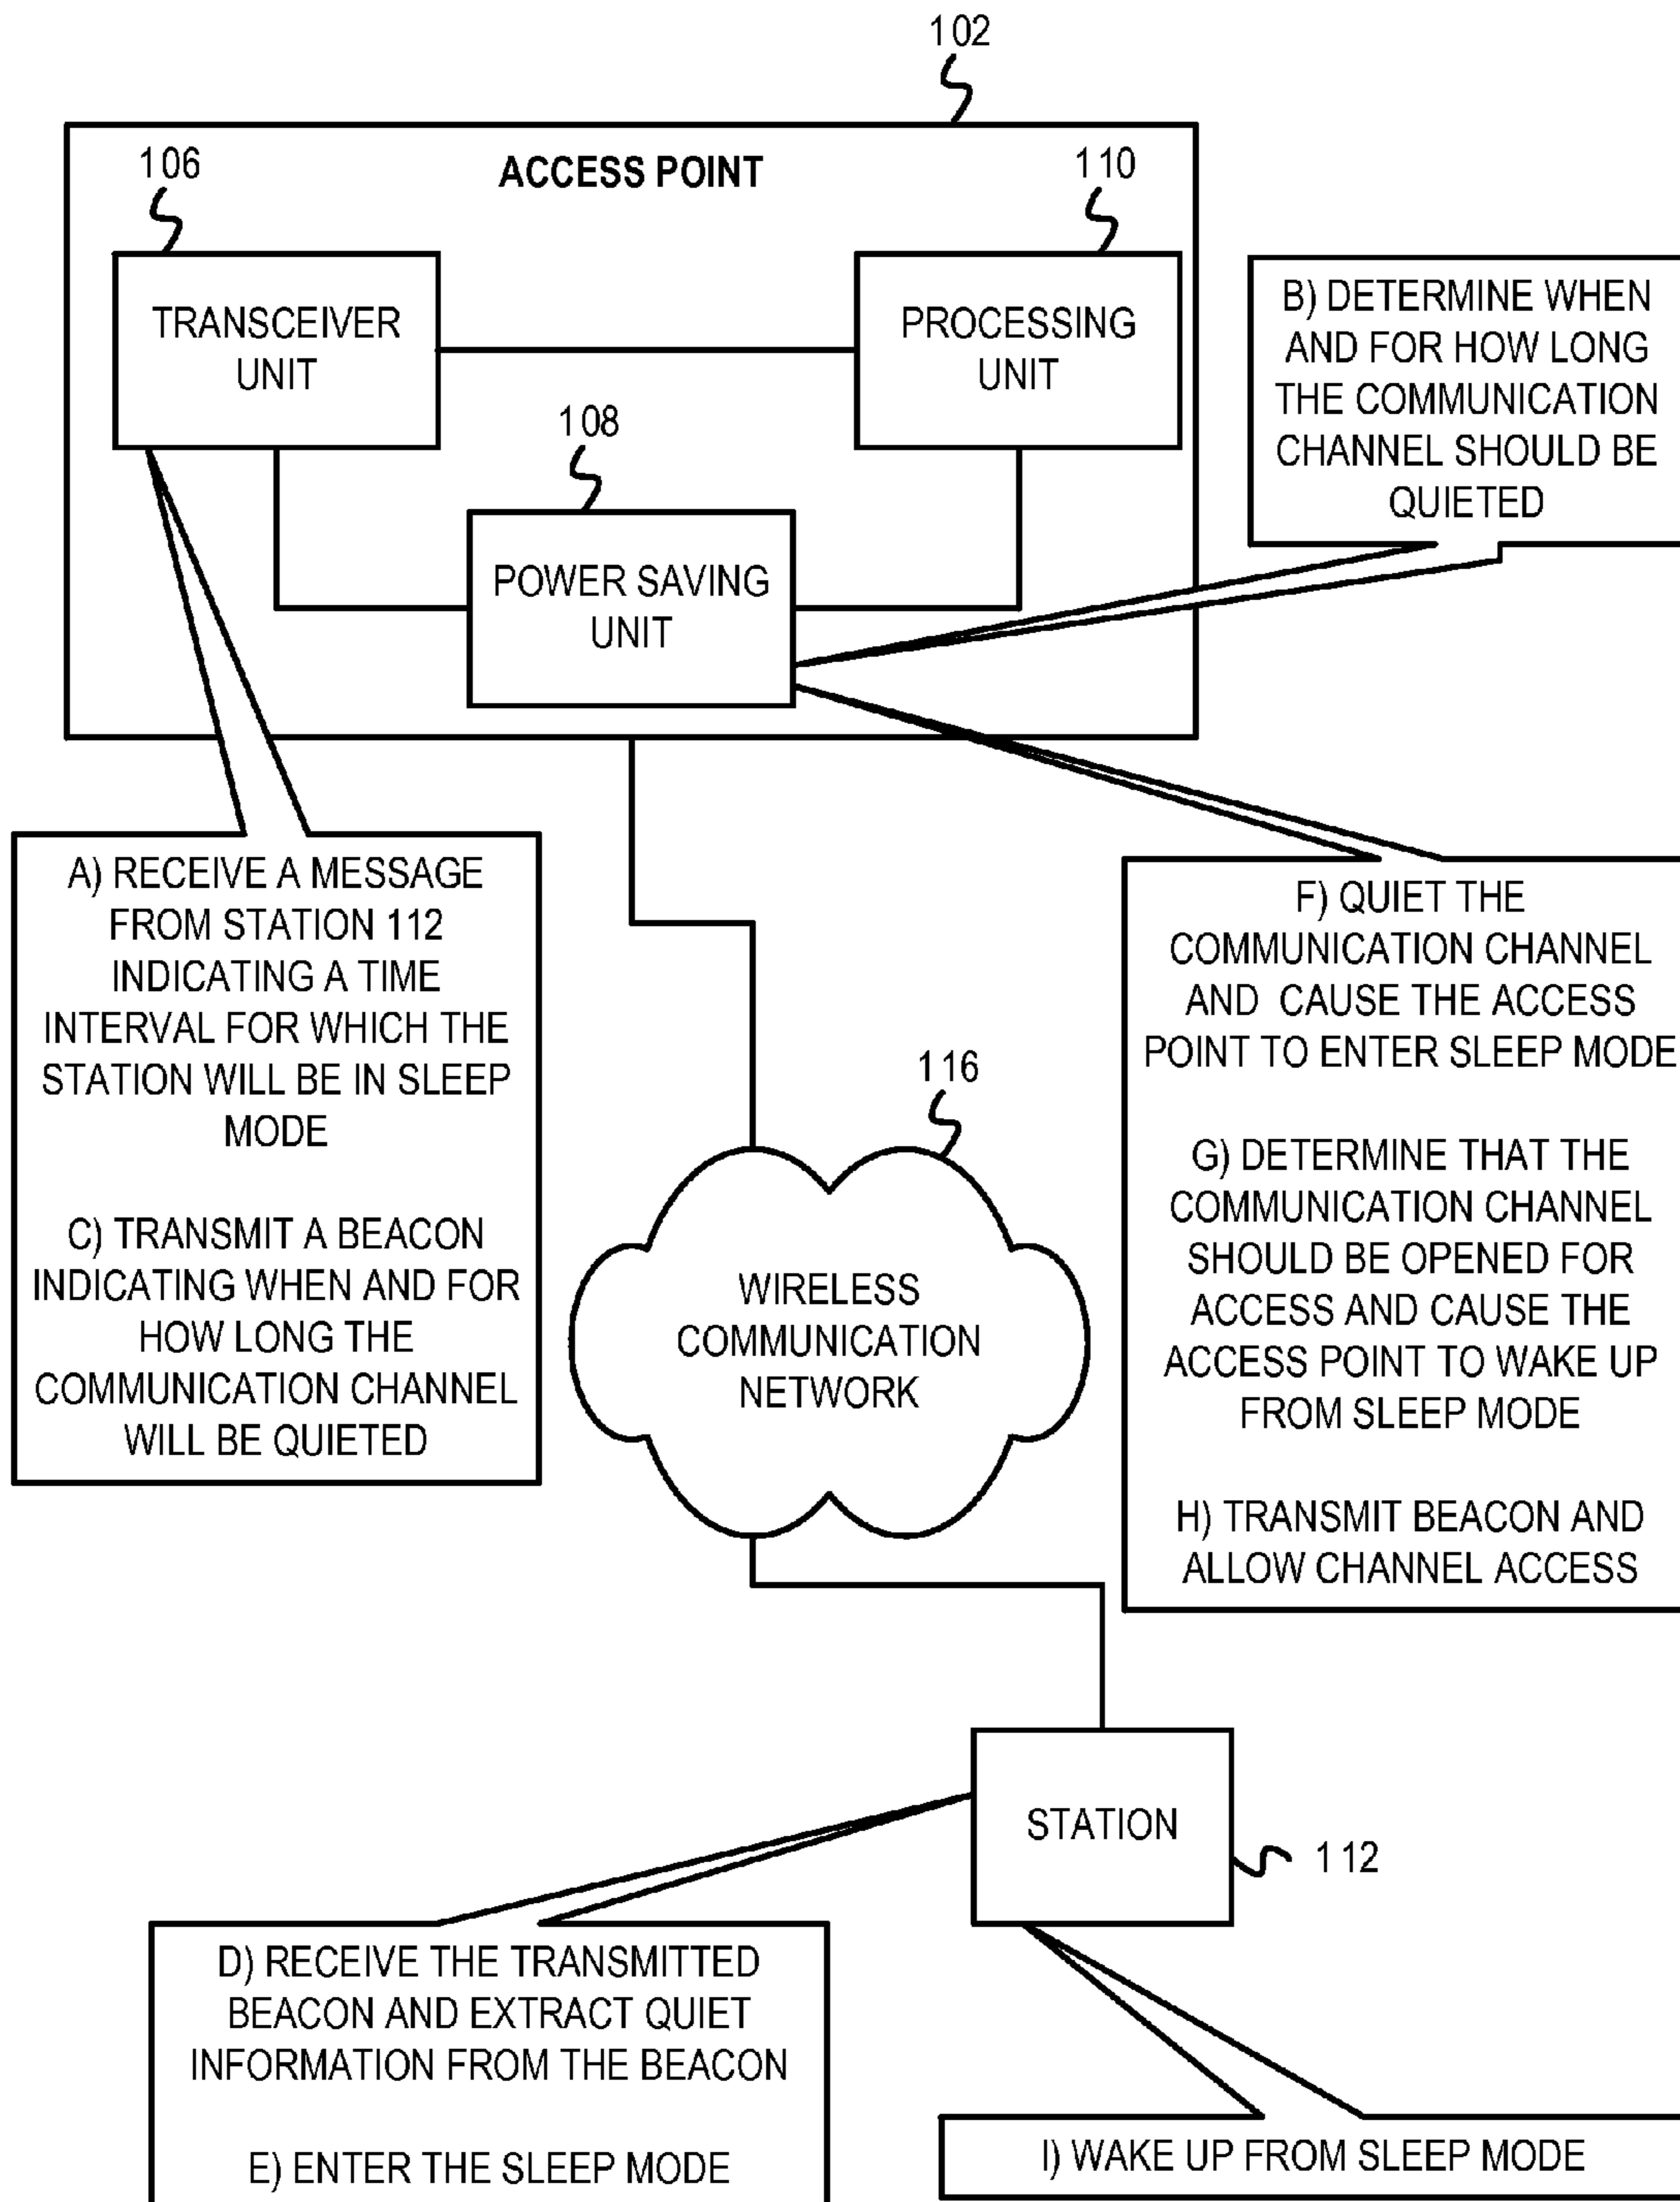 102
106
ACCESS POINT
110
TRANSCEIVER
UNIT
PROCESSING
UNIT
108
POWER SAVING
UNIT
B) DETERMINE WHEN
AND FOR HOW LONG
THE COMMUNICATION
CHANNEL SHOULD BE
QUIETED
A) RECEIVE A MESSAGE
FROM STATION 112
INDICATING A TIME
INTERVAL FOR WHICH THE
STATION WILL BE IN SLEEP
MODE
C) TRANSMIT A BEACON
INDICATING WHEN AND FOR
HOW LONG THE
COMMUNICATION CHANNEL
WILL BE QUIETED
F) QUIET THE
COMMUNICATION CHANNEL
AND CAUSE THE ACCESS
POINT TO ENTER SLEEP MODE
G) DETERMINE THAT THE
COMMUNICATION CHANNEL
SHOULD BE OPENED FOR
ACCESS AND CAUSE THE
ACCESS POINT TO WAKE UP
FROM SLEEP MODE
H) TRANSMIT BEACON AND
ALLOW CHANNEL ACCESS
116
WIRELESS
COMMUNICATION
NETWORK
STATION
112
D) RECEIVE THE TRANSMITTED
BEACON AND EXTRACT QUIET
INFORMATION FROM THE BEACON
E) ENTER THE SLEEP MODE
I) WAKE UP FROM SLEEP MODE